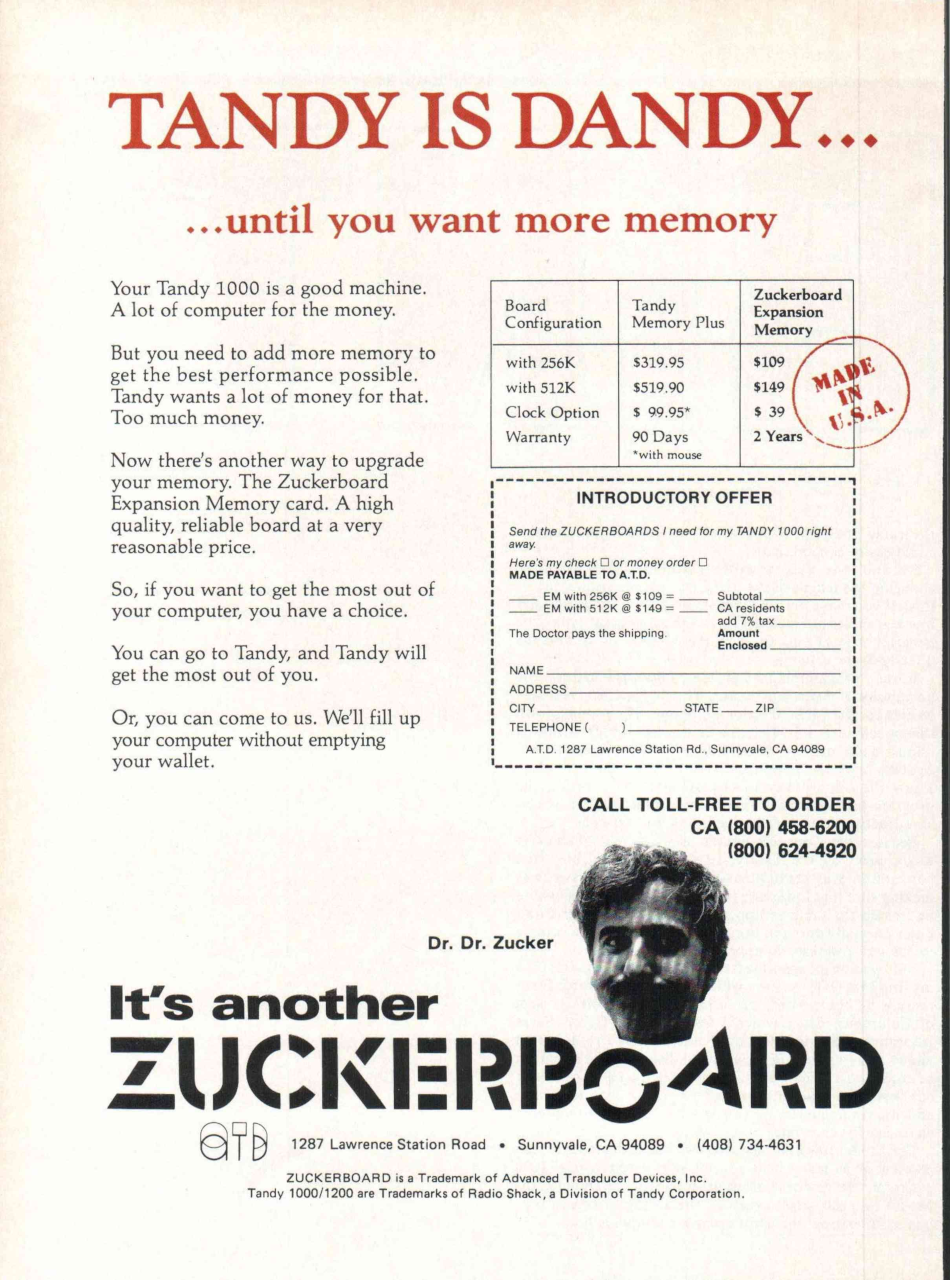 TANDY IS DANDY...
...until you want more memory
Your Tandy 1000 is a good machine.
A lot of computer for the money.
But you need to add more memory to
get the best performance possible.
Tandy wants a lot of money for that.
Too much money.
Now there's another way to upgrade
your memory. The Zuckerboard
Expansion Memory card. A high
quality, reliable board at a very
reasonable price.
So, if you want to get the most out of
your computer, you have a choice.
You can go to Tandy, and Tandy will
get the most out of you.
Or, you can come to us. We'll fill up
your computer without emptying
your wallet.
Board Configuration Tandy Memory Plus Zuckerboard Expansion Memory
with 256K $319.95 $109
with 512K $519.90 $149
Clock Option $ 99.95* $ 39
Warranty 90 Days 2 Years
*with mouse
MADE
IN
U.S.A.
INTRODUCTORY OFFER
Send the ZUCKERBOARDS I need for my TANDY 1000 right
away.
Here's my check □ or money order □
MADE PAYABLE TO A.T.D.
____ EM with 256K @ $109 = ____ Subtotal ____
____ EM with 512K @ $149 = ____ CA residents
add 7% tax ____
The Doctor pays the shipping. Amount
Enclosed ____
NAME ____
ADDRESS ____
CITY ____ STATE ____ ZIP ____
TELEPHONE ( ) ____
A.T.D. 1287 Lawrence Station Rd., Sunnyvale, CA 94089
CALL TOLL-FREE TO ORDER
CA (800) 458-6200
(800) 624-4920
Dr. Dr. Zucker
It's another
ZUCKERBOARD
ATD 1287 Lawrence Station Road • Sunnyvale, CA 94089 • (408) 734-4631
ZUCKERBOARD is a Trademark of Advanced Transducer Devices, Inc.
Tandy 1000/1200 are Trademarks of Radio Shack, a Division of Tandy Corporation.